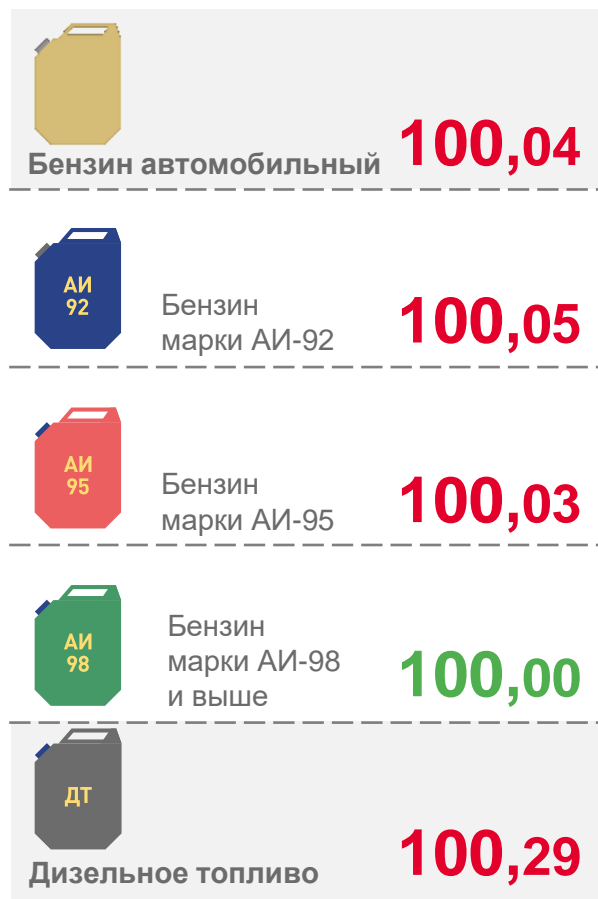 100,04
Бензин автомобильный
АИ
92
Бензин
марки АИ-92
100,05
АИ
95
Бензин
марки АИ-95
100,03
АИ
98
Бензин
марки АИ-98
и выше
100,00
ДТ
100,29
Дизельное топливо